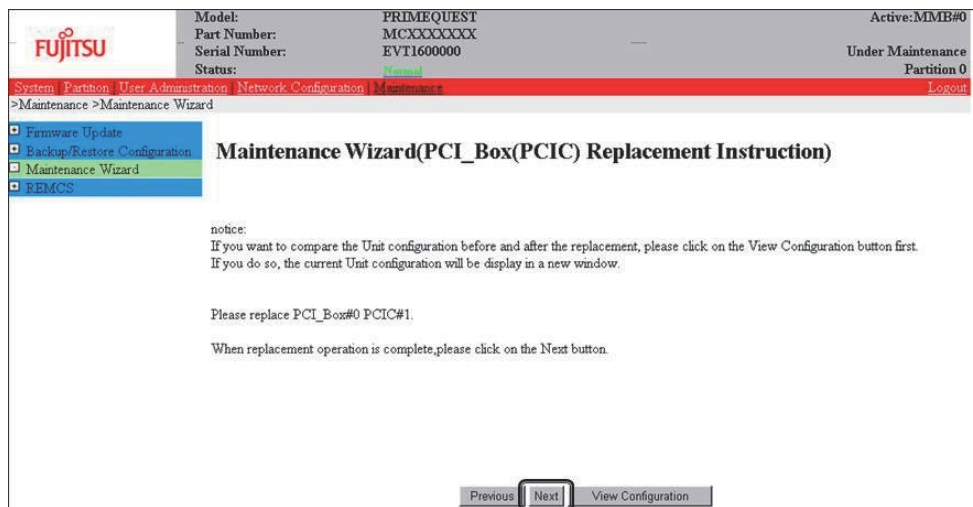 FUJITSU
Model: PRIMEQUEST Active:MMB#0
Part Number: MCXXXXXXX
Serial Number: EVT1600000 Under Maintenance
Status: Normal Partition 0
System | Partition | User Administration | Network Configuration | Maintenance Logout
>Maintenance >Maintenance Wizard
Firmware Update
Backup/Restore Configuration
Maintenance Wizard
REMCS
Maintenance Wizard(PCI_Box(PCIC) Replacement Instruction)
notice:
If you want to compare the Unit configuration before and after the replacement, please click on the View Configuration button first.
If you do so, the current Unit configuration will be display in a new window.
Please replace PCI_Box#0 PCIC#1.
When replacement operation is complete,please click on the Next button.
Previous Next View Configuration